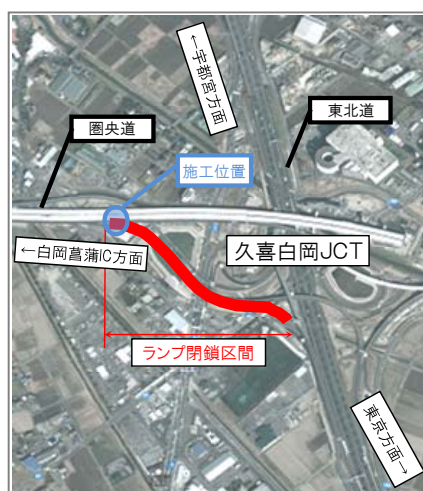 ←宇都宮方面
東北道
圏央道
施工位置
久喜白岡JCT
←白岡菖蒲IC方面
ランプ閉鎖区間
東京方面→